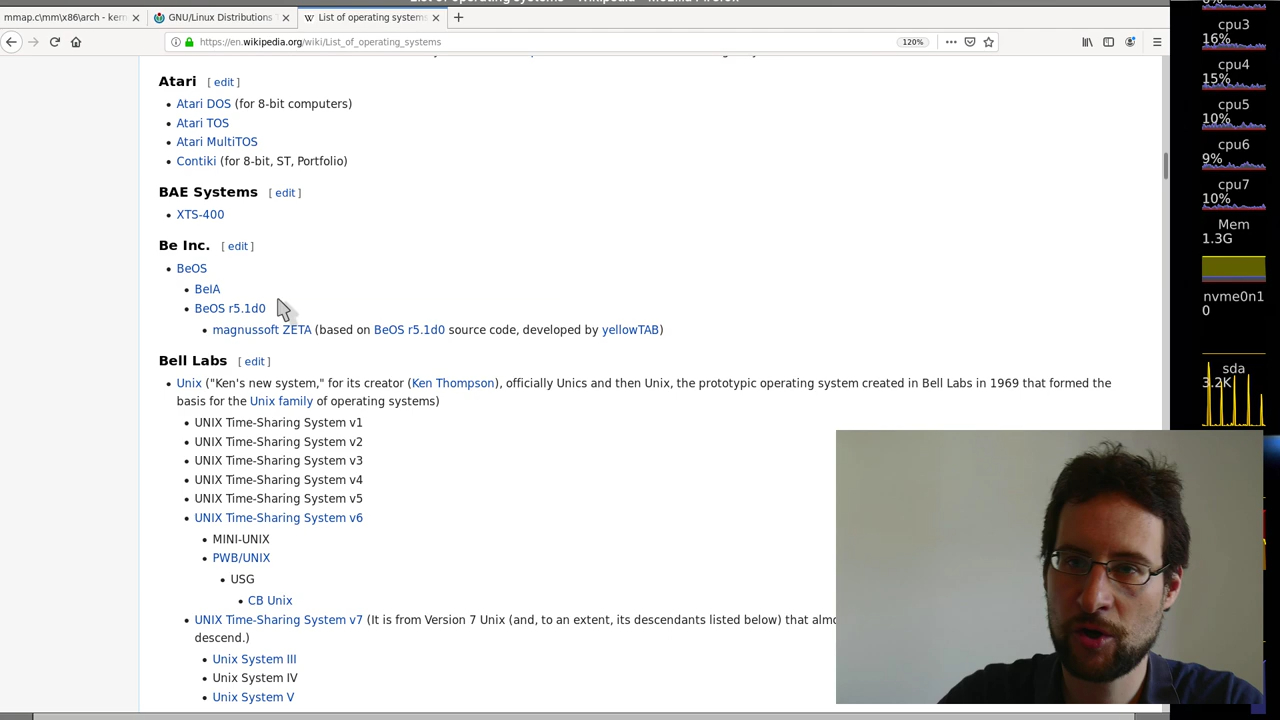 mmap.c\mm\x86\arch - ker
GNU/Linux Distributions T
List of operating systems
https://en.wikipedia.org/wiki/List_of_operating_systems
120%
Atari [ edit ]
• Atari DOS (for 8-bit computers)
• Atari TOS
• Atari MultiTOS
• Contiki (for 8-bit, ST, Portfolio)
BAE Systems [ edit ]
• XTS-400
Be Inc. [ edit ]
• BeOS
• BeIA
• BeOS r5.1d0
• magnussoft ZETA (based on BeOS r5.1d0 source code, developed by yellowTAB)
Bell Labs [ edit ]
• Unix ("Ken's new system," for its creator (Ken Thompson), officially Unics and then Unix, the prototypic operating system created in Bell Labs in 1969 that formed the
basis for the Unix family of operating systems)
• UNIX Time-Sharing System v1
• UNIX Time-Sharing System v2
• UNIX Time-Sharing System v3
• UNIX Time-Sharing System v4
• UNIX Time-Sharing System v5
• UNIX Time-Sharing System v6
• MINI-UNIX
• PWB/UNIX
• USG
• CB Unix
• UNIX Time-Sharing System v7 (It is from Version 7 Unix (and, to an extent, its descendants listed below) that almo
descend.)
• Unix System III
• Unix System IV
• Unix System V
cpu3
16%
cpu4
15%
cpu5
10%
cpu6
9%
cpu7
10%
Mem
1.3G
nvme0n1
0
sda
3.2K